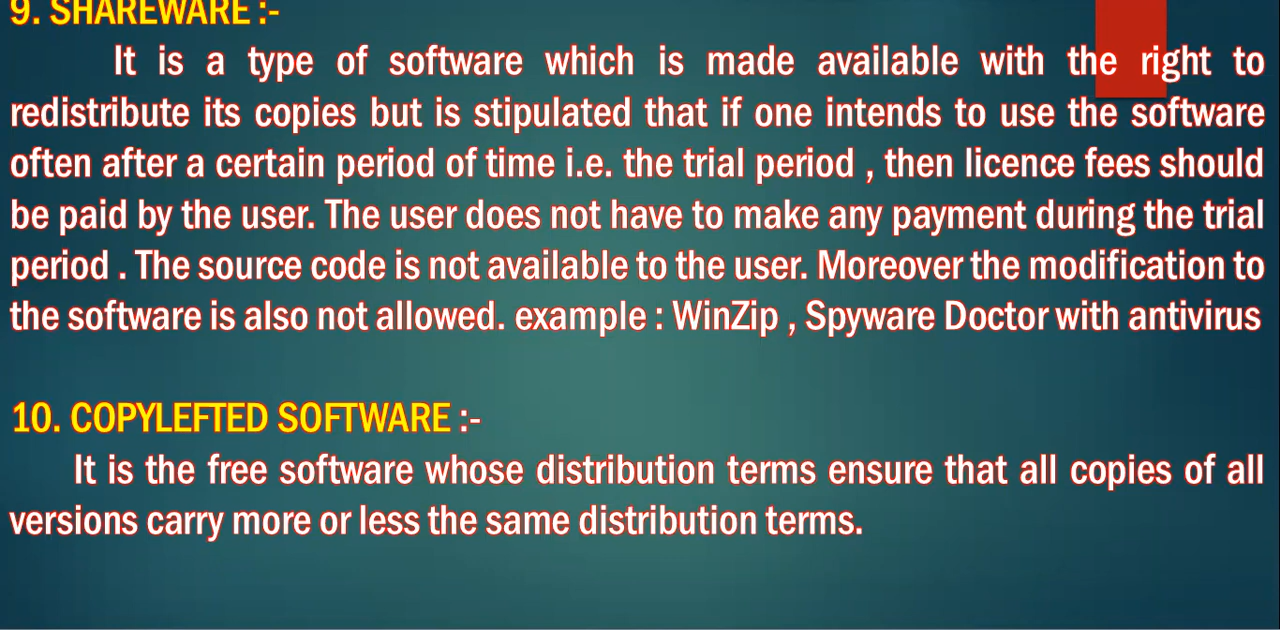 9. SHAREWARE :-
It is a type of software which is made available with the right to
redistribute its copies but is stipulated that if one intends to use the software
often after a certain period of time i.e. the trial period , then licence fees should
be paid by the user. The user does not have to make any payment during the trial
period . The source code is not available to the user. Moreover the modification to
the software is also not allowed. example : WinZip , Spyware Doctor with antivirus
10. COPYLEFTED SOFTWARE :-
It is the free software whose distribution terms ensure that all copies of all
versions carry more or less the same distribution terms.